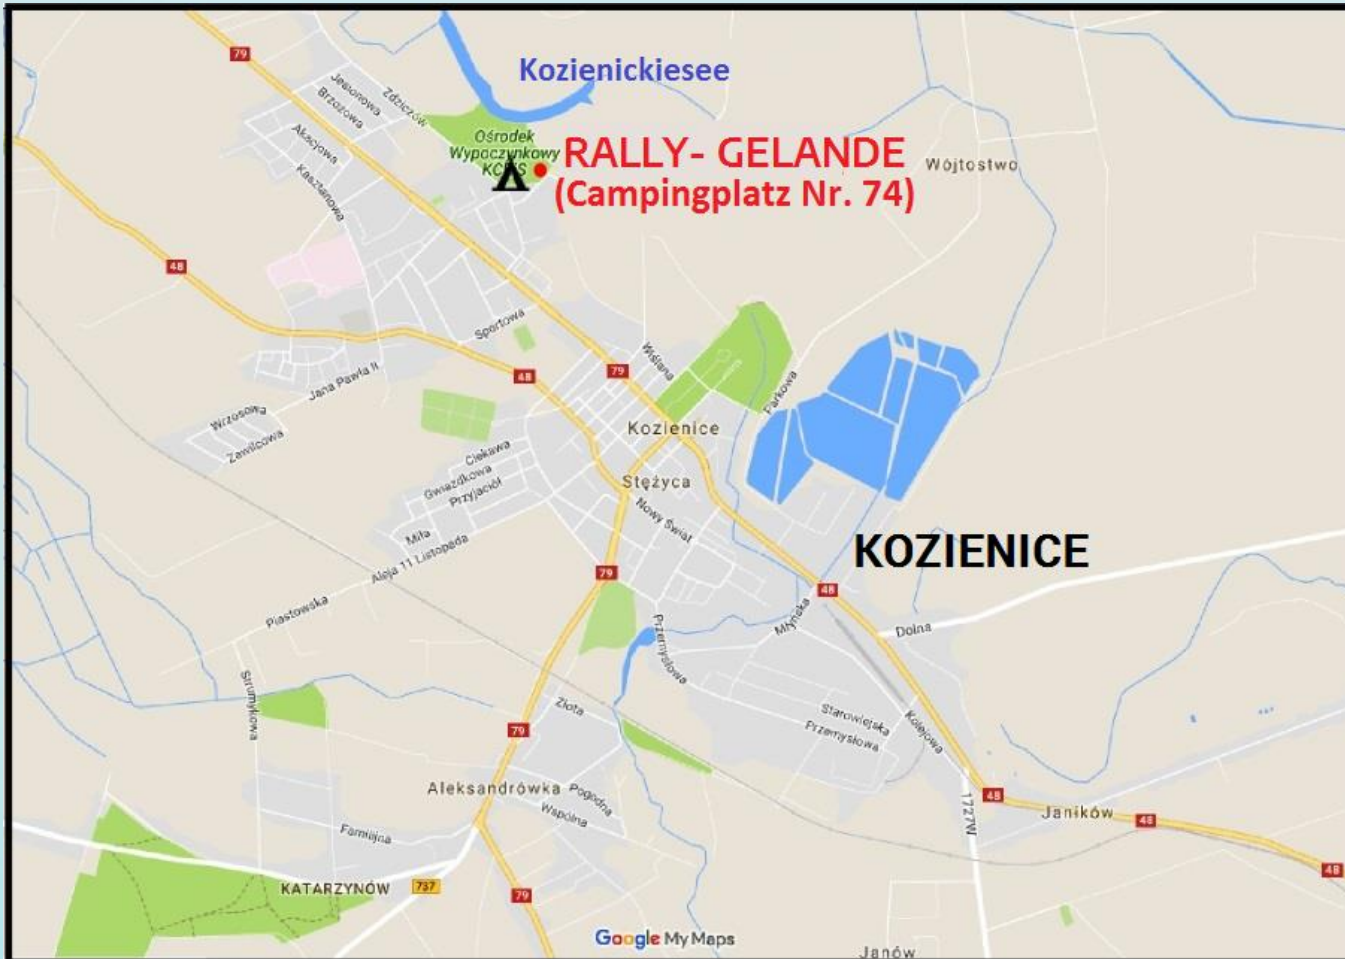 79
Kozienickiesee
Jesionowa
Brzozowa
Zdziczów
Akacjowa
Kasztanowa
Ośrodek
Wypoczynkowy
RALLY- GELANDE
(Campingplatz Nr. 74)
Wójtostwo
48
Sportowa
Wiślana
79
48
Jana Pawła II
Parkowa
Wrzosowa
Zawilcowa
Kozienice
Ciekawa
Gwiazdkowa
Przyjaciół
Stężyca
Nowy Świat
Miła
Aleja 11 Listopada
KOZIENICE
79
48
Piastowska
Przemysłowa
Młyńska
Dolna
Strumykowa
Złota
79
Starowiejska
Przemysłowa
Kolejowa
Aleksandrówka
Pogodna
Wspólna
48
Janików
48
1727W
Familijna
48
KATARZYNÓW
737
79
Google My Maps
Janów